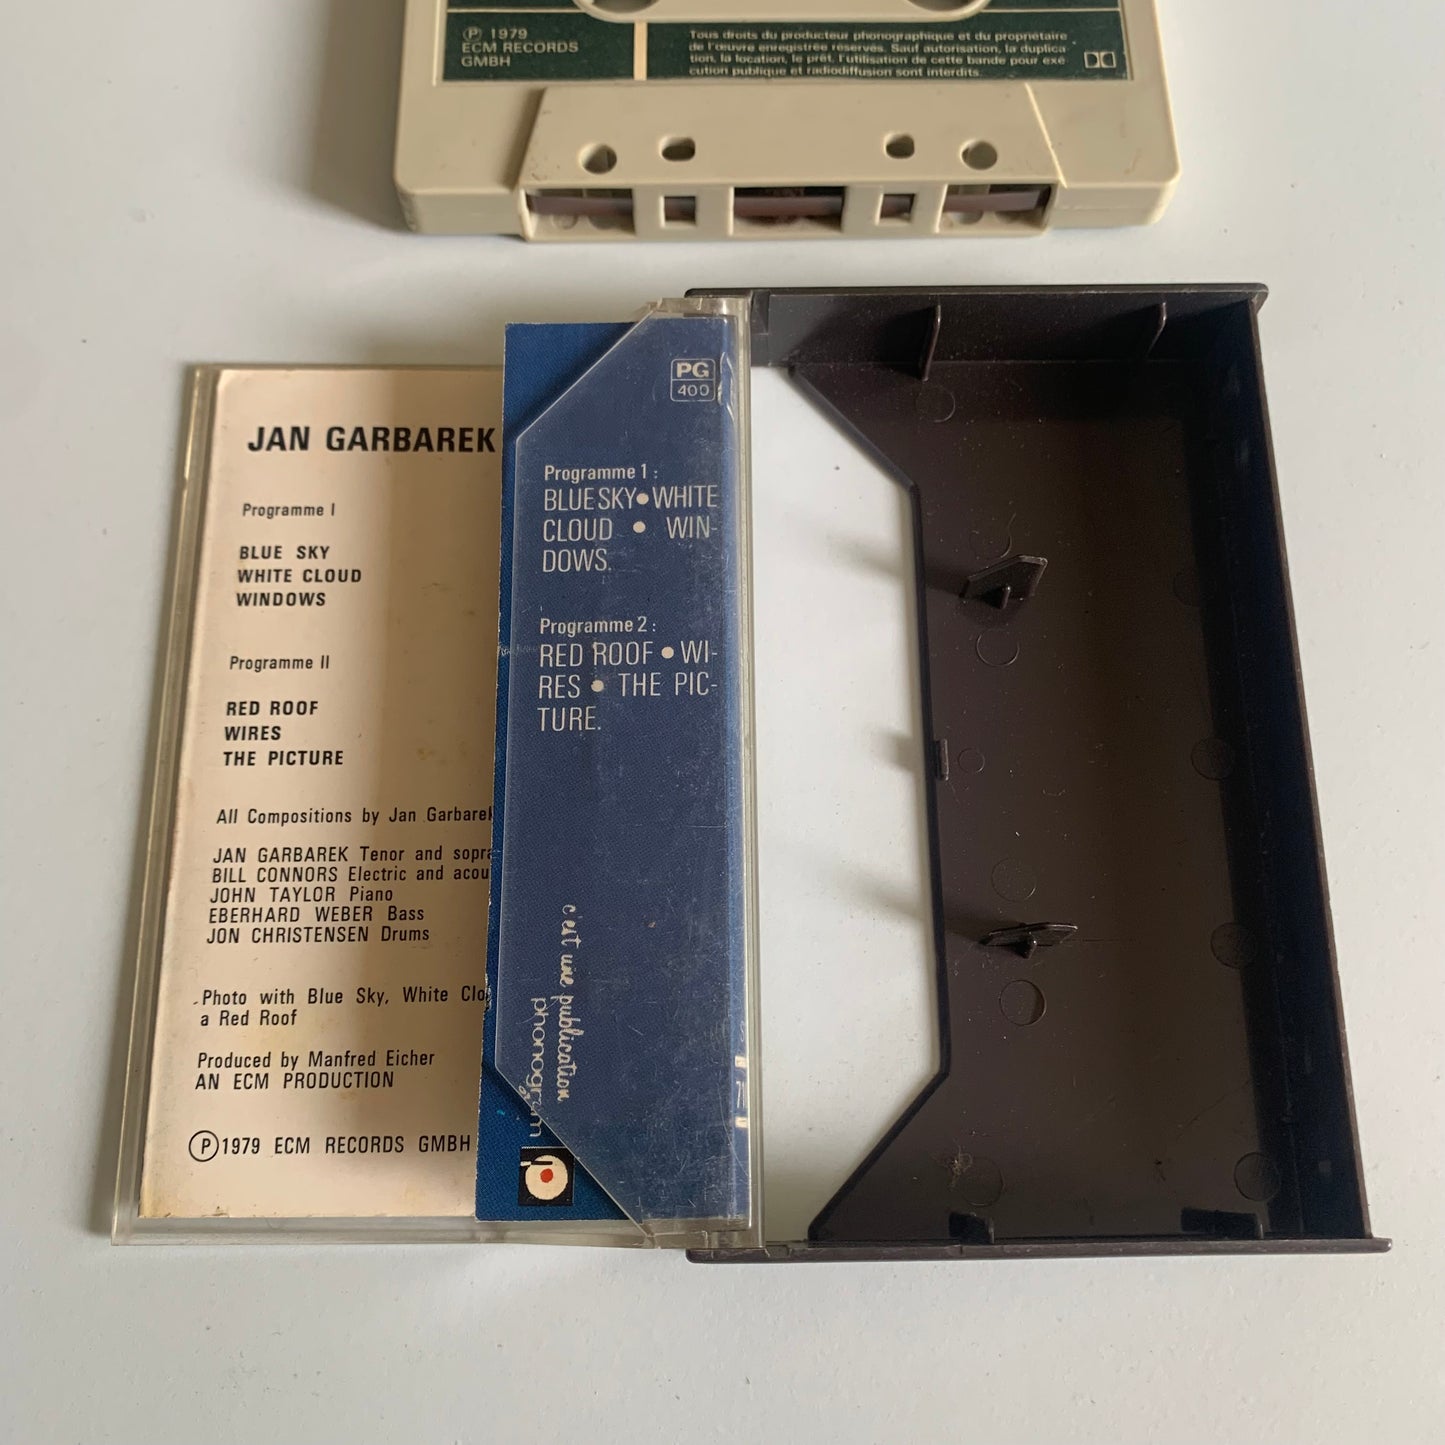 Ⓟ 1979
ECM RECORDS
GMBH
Tous droits du producteur phonographique et du propriétaire
de l'œuvre enregistrée réservés. Sauf autorisation, la duplica
tion, la location, le prêt, l'utilisation de cette bande pour exé
cution publique et radiodiffusion sont interdits.
JAN GARBAREK
Programme I
BLUE SKY
WHITE CLOUD
WINDOWS
Programme II
RED ROOF
WIRES
THE PICTURE
All Compositions by Jan Garbarek
JAN GARBAREK Tenor and sopra
BILL CONNORS Electric and acou
JOHN TAYLOR Piano
EBERHARD WEBER Bass
JON CHRISTENSEN Drums
Photo with Blue Sky, White Clo
a Red Roof
Produced by Manfred Eicher
AN ECM PRODUCTION
Ⓟ1979 ECM RECORDS GMBH
PG
400
Programme 1 :
BLUE SKY • WHITE
CLOUD • WIN-
DOWS.
Programme 2 :
RED ROOF • WI-
RES • THE PIC-
TURE.
c'est une publication
phonogram